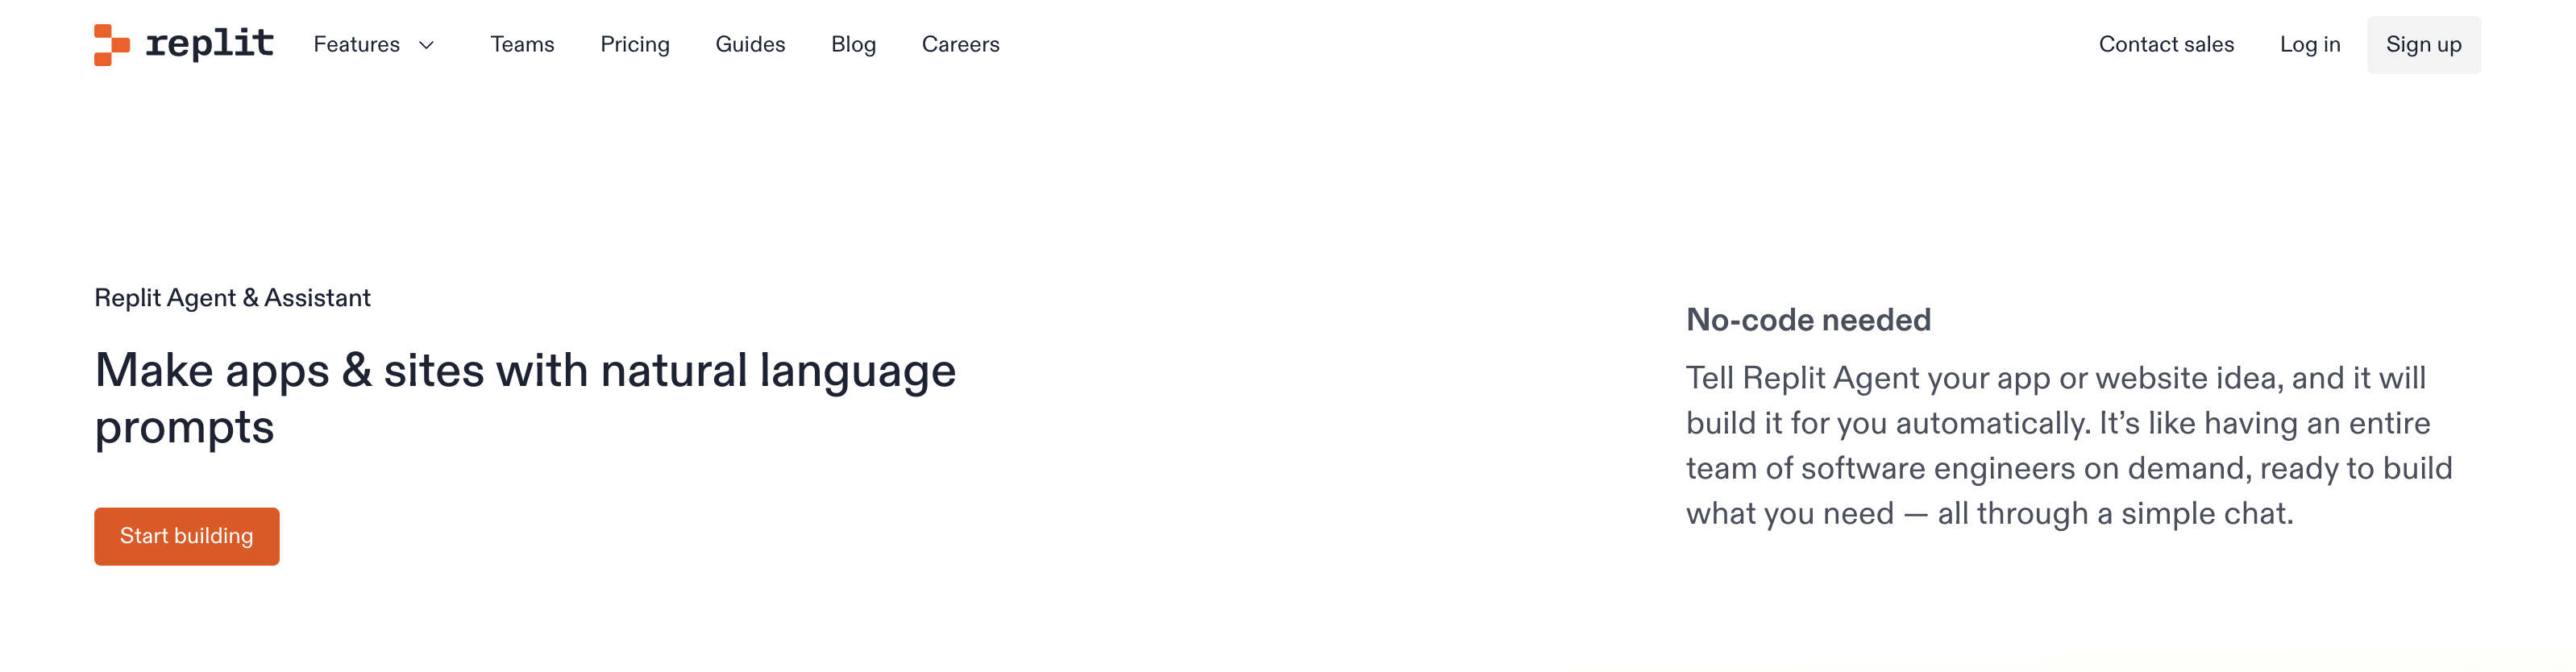 replit
Features
Teams
Pricing
Guides
Blog
Careers
Contact sales
Log in
Sign up
Replit Agent & Assistant
Make apps & sites with natural language
prompts
Start building
No-code needed
Tell Replit Agent your app or website idea, and it will
build it for you automatically. It’s like having an entire
team of software engineers on demand, ready to build
what you need — all through a simple chat.